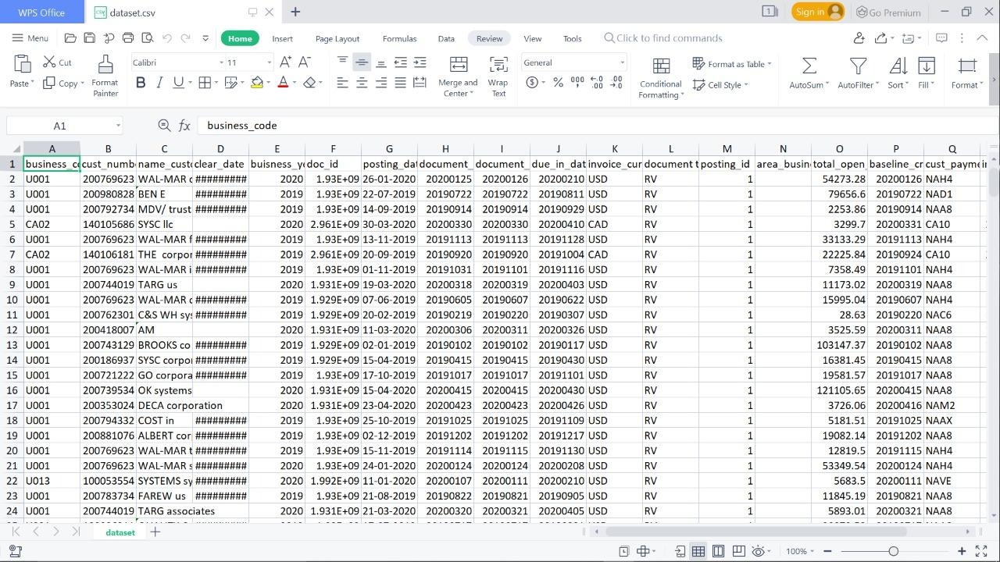 WPS Office dataset.csv 1 Sign in Go Premium
Menu Home Insert Page Layout Formulas Data Review View Tools Click to find commands
Paste Cut Copy Format Painter Calibri 11 A+ A- B I U A Merge and Center Wrap Text General $ % 000 Conditional Formatting Format as Table Cell Style AutoSum AutoFilter Sort Fill Format
A1 fx business_code
A B C D E F G H I J K L M N O P Q
1 business_c cust_numb name_custo clear_date buisness_ye doc_id posting_dat document_ document_ due_in_dat invoice_cur document t posting_id area_busin total_open_ baseline_cr cust_payme in
2 U001 200769623 WAL-MAR c ######### 2020 1.93E+09 26-01-2020 20200125 20200126 20200210 USD RV 1 54273.28 20200126 NAH4
3 U001 200980828 BEN E ######### 2019 1.93E+09 22-07-2019 20190722 20190722 20190811 USD RV 1 79656.6 20190722 NAD1
4 U001 200792734 MDV/ trust ######### 2019 1.93E+09 14-09-2019 20190914 20190914 20190929 USD RV 1 2253.86 20190914 NAA8
5 CA02 140105686 SYSC llc 2020 2.961E+09 30-03-2020 20200330 20200330 20200410 CAD RV 1 3299.7 20200331 CA10
6 U001 200769623 WAL-MAR f ######### 2019 1.93E+09 13-11-2019 20191113 20191113 20191128 USD RV 1 33133.29 20191113 NAH4
7 CA02 140106181 THE  corpor ######### 2019 2.961E+09 20-09-2019 20190920 20190920 20191004 CAD RV 1 22225.84 20190924 CA10
8 U001 200769623 WAL-MAR i ######### 2019 1.93E+09 01-11-2019 20191031 20191101 20191116 USD RV 1 7358.49 20191101 NAH4
9 U001 200744019 TARG us 2020 1.931E+09 19-03-2020 20200318 20200319 20200403 USD RV 1 11173.02 20200319 NAA8
10 U001 200769623 WAL-MAR c ######### 2019 1.929E+09 07-06-2019 20190605 20190607 20190622 USD RV 1 15995.04 20190607 NAH4
11 U001 200762301 C&S WH sys ######### 2019 1.929E+09 20-02-2019 20190219 20190220 20190307 USD RV 1 28.63 20190220 NAC6
12 U001 200418007 AM 2020 1.931E+09 11-03-2020 20200306 20200311 20200326 USD RV 1 3525.59 20200311 NAA8
13 U001 200743129 BROOKS co ######### 2019 1.929E+09 02-01-2019 20190102 20190102 20190117 USD RV 1 103147.37 20190102 NAA8
14 U001 200186937 SYSC corpo ######### 2019 1.929E+09 15-04-2019 20190415 20190415 20190430 USD RV 1 16381.45 20190415 NAA8
15 U001 200721222 GO corpora ######### 2019 1.93E+09 17-10-2019 20191017 20191017 20191101 USD RV 1 19581.57 20191017 NAA8
16 U001 200739534 OK systems 2020 1.931E+09 15-04-2020 20200415 20200415 20200430 USD RV 1 121105.65 20200415 NAA8
17 U001 200353024 DECA corporation 2020 1.931E+09 23-04-2020 20200423 20200423 20200426 USD RV 1 3726.06 20200416 NAM2
18 U001 200794332 COST in ######### 2019 1.93E+09 25-10-2019 20191025 20191025 20191109 USD RV 1 5181.51 20191025 NAAX
19 U001 200881076 ALBERT cor ######### 2019 1.93E+09 02-12-2019 20191202 20191202 20191217 USD RV 1 19082.14 20191202 NAA8
20 U001 200769623 WAL-MAR t ######### 2019 1.93E+09 15-11-2019 20191114 20191115 20191130 USD RV 1 12819.5 20191115 NAH4
21 U001 200769623 WAL-MAR s ######### 2020 1.93E+09 24-01-2020 20200124 20200124 20200208 USD RV 1 53349.54 20200124 NAH4
22 U013 100053554 SYSTEMS sy ######### 2020 1.992E+09 11-01-2020 20200107 20200111 20200210 USD RV 1 5683.5 20200111 NAVE
23 U001 200783734 FAREW us ######### 2019 1.93E+09 21-08-2019 20190822 20190821 20190905 USD RV 1 11845.19 20190821 NAA8
24 U001 200744019 TARG associates 2020 1.931E+09 21-03-2020 20200320 20200321 20200405 USD RV 1 5893.01 20200321 NAA8
dataset
100%